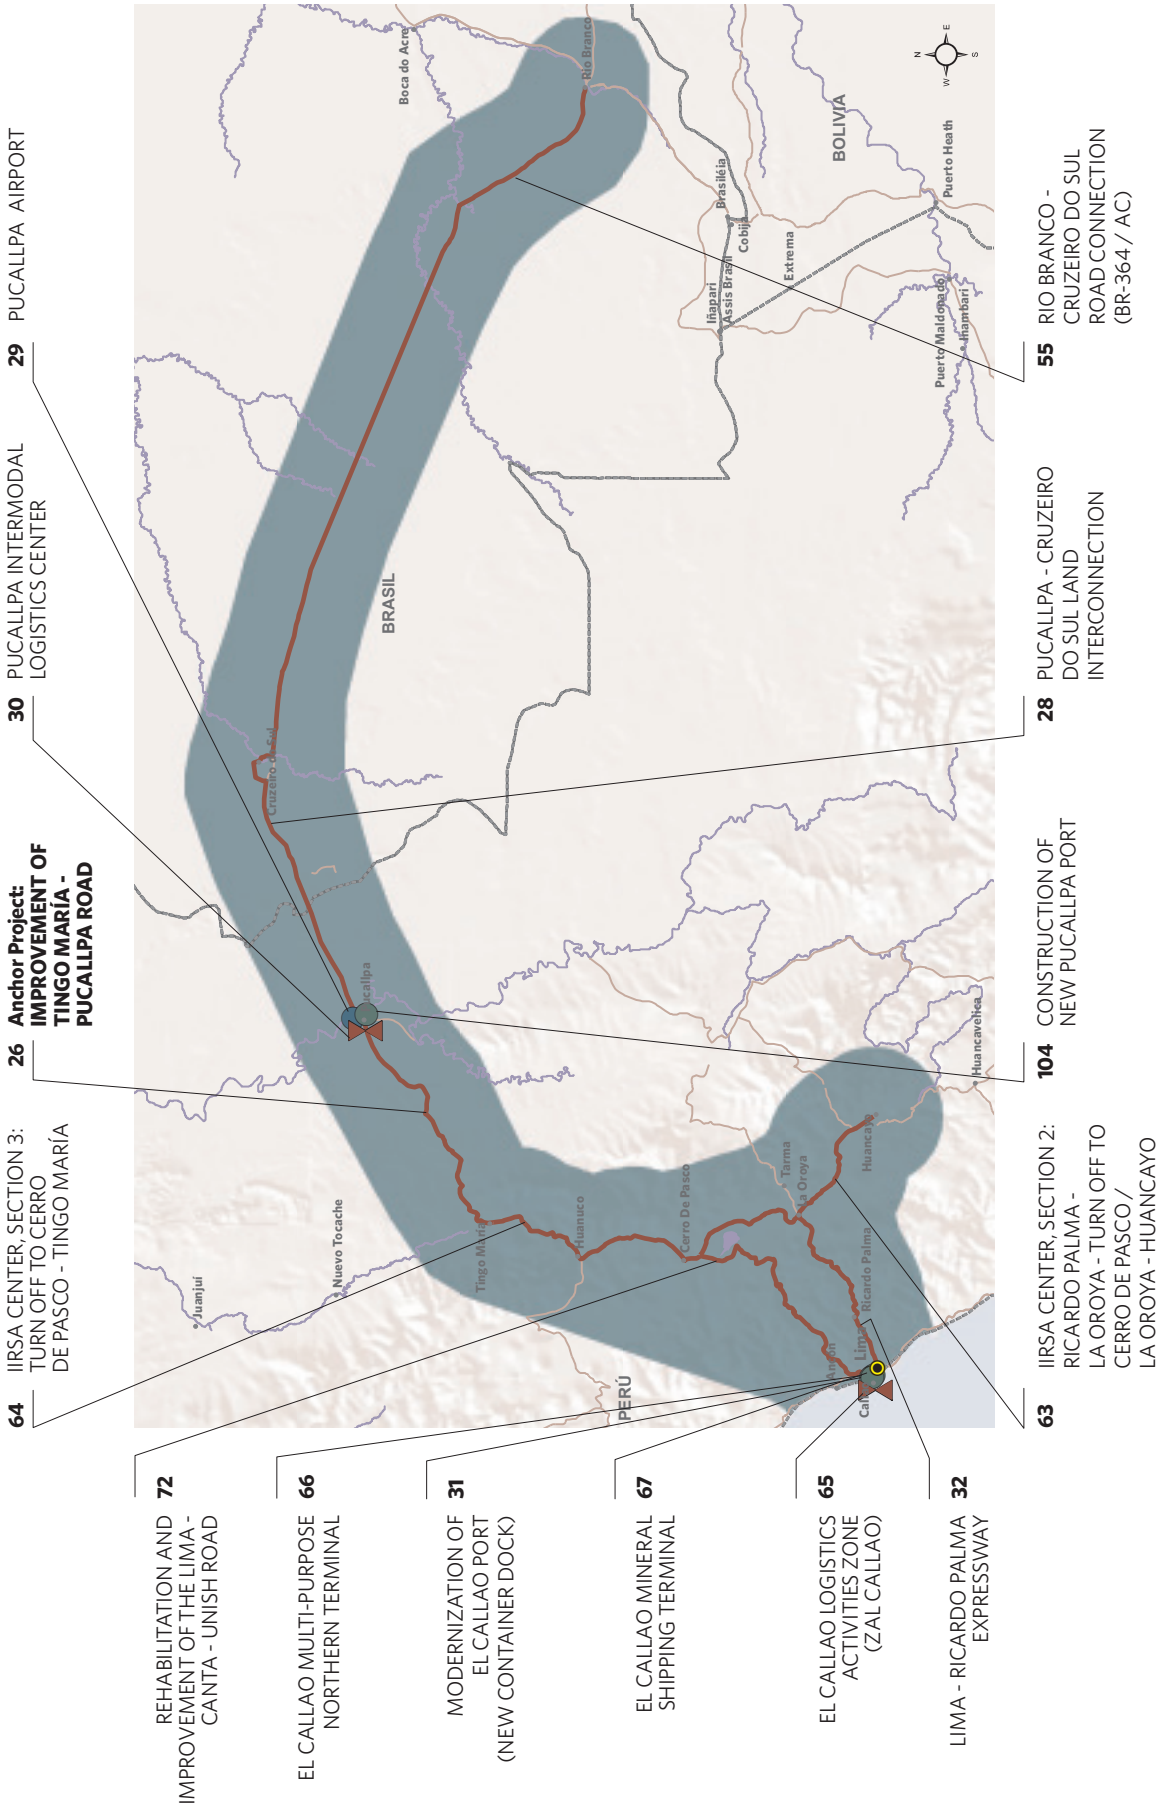 72
REHABILITATION AND
IMPROVEMENT OF THE LIMA -
CANTA - UNISH ROAD
66
EL CALLAO MULTI-PURPOSE
NORTHERN TERMINAL
31
MODERNIZATION OF
EL CALLAO PORT
(NEW CONTAINER DOCK)
67
EL CALLAO MINERAL
SHIPPING TERMINAL
65
EL CALLAO LOGISTICS
ACTIVITIES ZONE
(ZAL CALLAO)
32
LIMA - RICARDO PALMA
EXPRESSWAY
64 IIRSA CENTER, SECTION 3:
TURN OFF TO CERRO
DE PASCO - TINGO MARÍA
26 Anchor Project:
IMPROVEMENT OF
TINGO MARÍA -
PUCALLPA ROAD
30 PUCALLPA INTERMODAL
LOGISTICS CENTER
29 PUCALLPA AIRPORT
63 IIRSA CENTER, SECTION 2:
RICARDO PALMA -
LA OROYA - TURN OFF TO
CERRO DE PASCO /
LA OROYA - HUANCAYO
104 CONSTRUCTION OF
NEW PUCALLPA PORT
28 PUCALLPA - CRUZEIRO
DO SUL LAND
INTERCONNECTION
55 RIO BRANCO -
CRUZEIRO DO SUL
ROAD CONNECTION
(BR-364 / AC)
Juanjuí
Nuevo Tocache
Tingo María
Huanuco
PERÚ
Cerro De Pasco
Tarma
La Oroya
Ricardo Palma
Huancayo
Huancavelica
Ancón
Lima
Pucallpa
Cruzeiro do Sul
BRASIL
Boca do Acre
Rio Branco
Brasiléia
Cobija
Iñapari
Assis Brasil
Extrema
BOLIVIA
Puerto Heath
Puerto Maldonado
Inambari
N
E
S
W